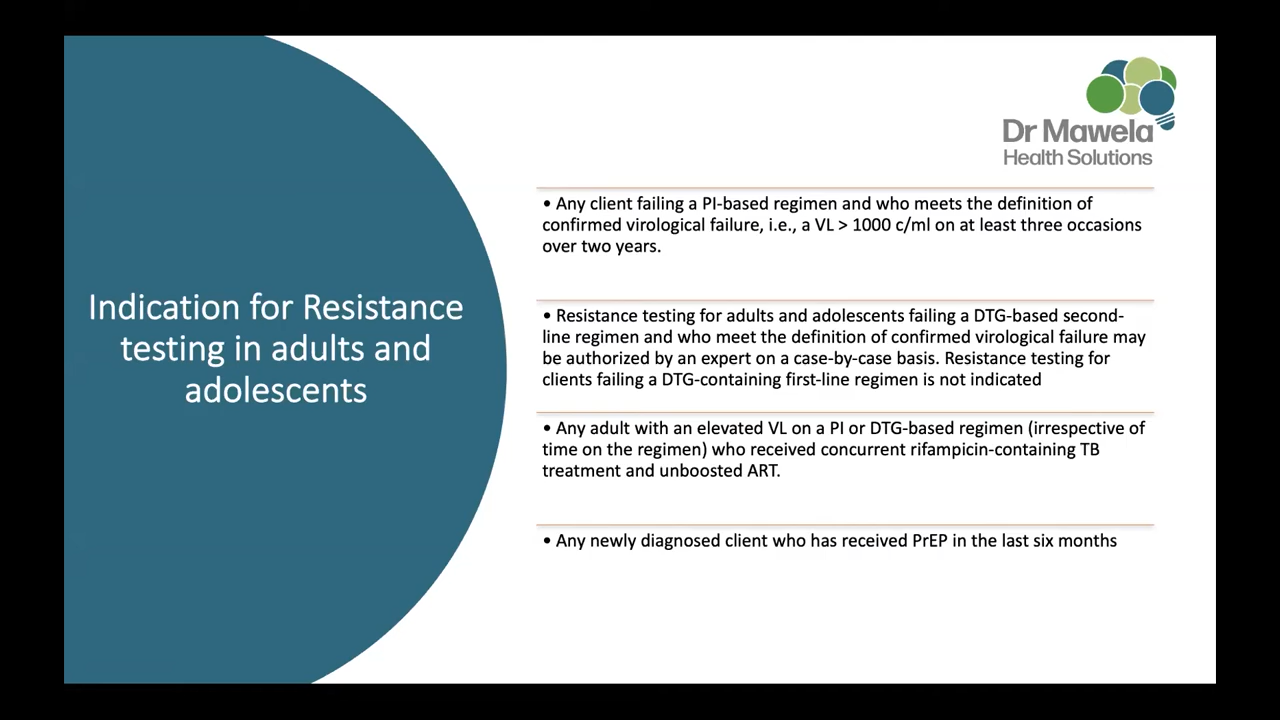 Dr Mawela
Health Solutions
Indication for Resistance
testing in adults and
adolescents
• Any client failing a PI-based regimen and who meets the definition of
confirmed virological failure, i.e., a VL > 1000 c/ml on at least three occasions
over two years.
• Resistance testing for adults and adolescents failing a DTG-based second-
line regimen and who meet the definition of confirmed virological failure may
be authorized by an expert on a case-by-case basis. Resistance testing for
clients failing a DTG-containing first-line regimen is not indicated
• Any adult with an elevated VL on a PI or DTG-based regimen (irrespective of
time on the regimen) who received concurrent rifampicin-containing TB
treatment and unboosted ART.
• Any newly diagnosed client who has received PrEP in the last six months